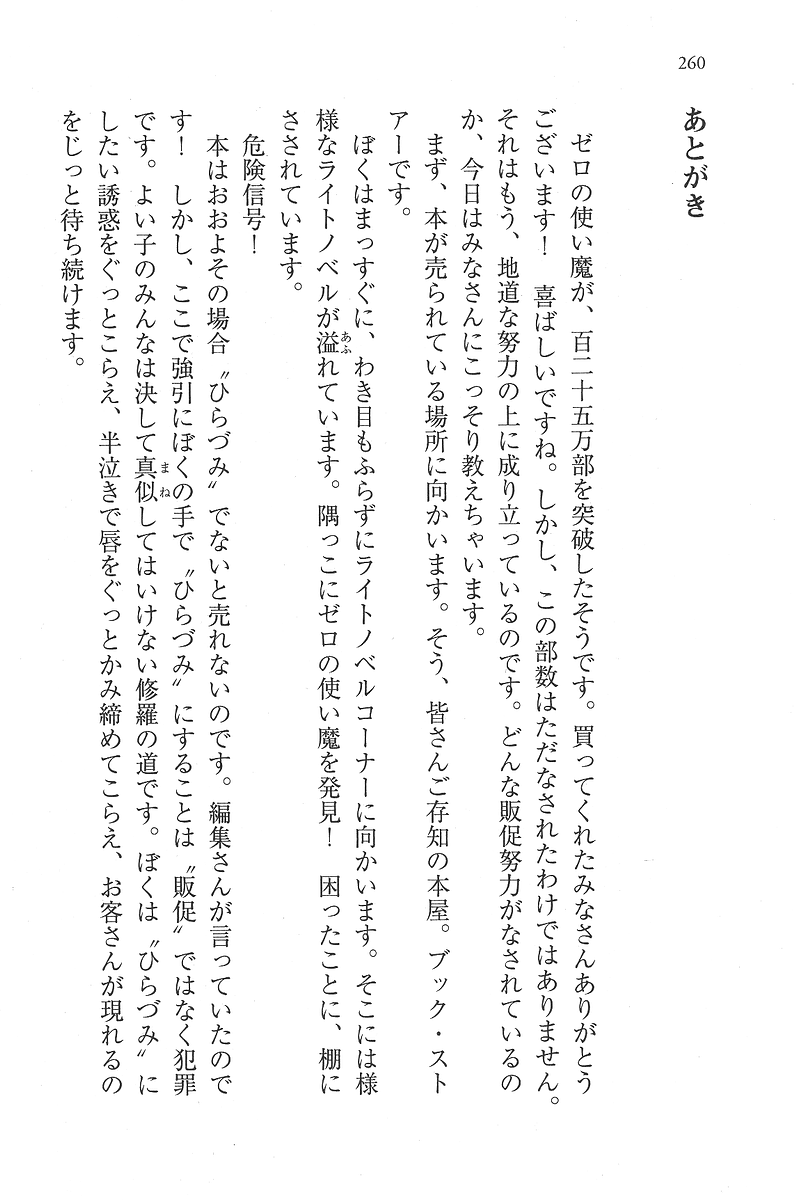 260
あとがき
　ゼロの使い魔が、百二十五万部を突破したそうです。買ってくれたみなさんありがとう
ございます！　喜ばしいですね。しかし、この部数はただなされたわけではありません。
それはもう、地道な努力の上に成り立っているのです。どんな販促努力がなされているの
か、今日はみなさんにこっそり教えちゃいます。
　まず、本が売られている場所に向かいます。そう、皆さんご存知の本屋。ブック・スト
アーです。
　ぼくはまっすぐに、わき目もふらずにライトノベルコーナーに向かいます。そこには様
様なライトノベルが溢れています。隅っこにゼロの使い魔を発見！　困ったことに、棚に
さされています。
　危険信号！
　本はおおよその場合〝ひらづみ〟でないと売れないのです。編集さんが言っていたので
す！　しかし、ここで強引にぼくの手で〝ひらづみ〟にすることは〝販促〟ではなく犯罪
です。よい子のみんなは決して真似してはいけない修羅の道です。ぼくは〝ひらづみ〟に
したい誘惑をぐっとこらえ、半泣きで唇をぐっとかみ締めてこらえ、お客さんが現れるの
をじっと待ち続けます。